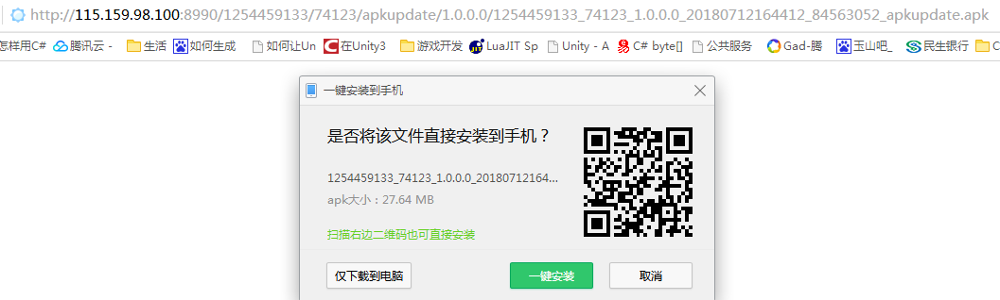 http://115.159.98.100:8990/1254459133/74123/apkupdate/1.0.0.0/1254459133_74123_1.0.0.0_20180712164412_84563052_apkupdate.apk
怎样用C# 腾讯云 - 生活 如何生成 如何让Un 在Unity3 游戏开发 LuaJIT Sp Unity - A C# byte[] 公共服务 Gad-腾 玉山吧_ 民生银行 C
一键安装到手机
是否将该文件直接安装到手机？
1254459133_74123_1.0.0.0_20180712164...
apk大小：27.64 MB
扫描右边二维码也可直接安装
仅下载到电脑 一键安装 取消